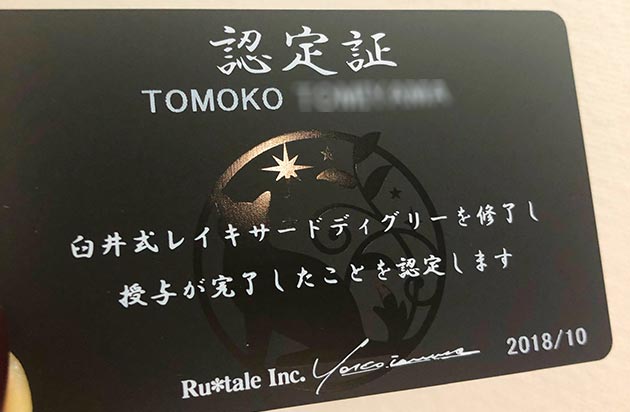 認定証
TOMOKO
臼井式レイキサードディグリーを修了し
授与が完了したことを認定します
Ru*tale Inc.
2018/10